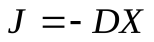 J = - DX